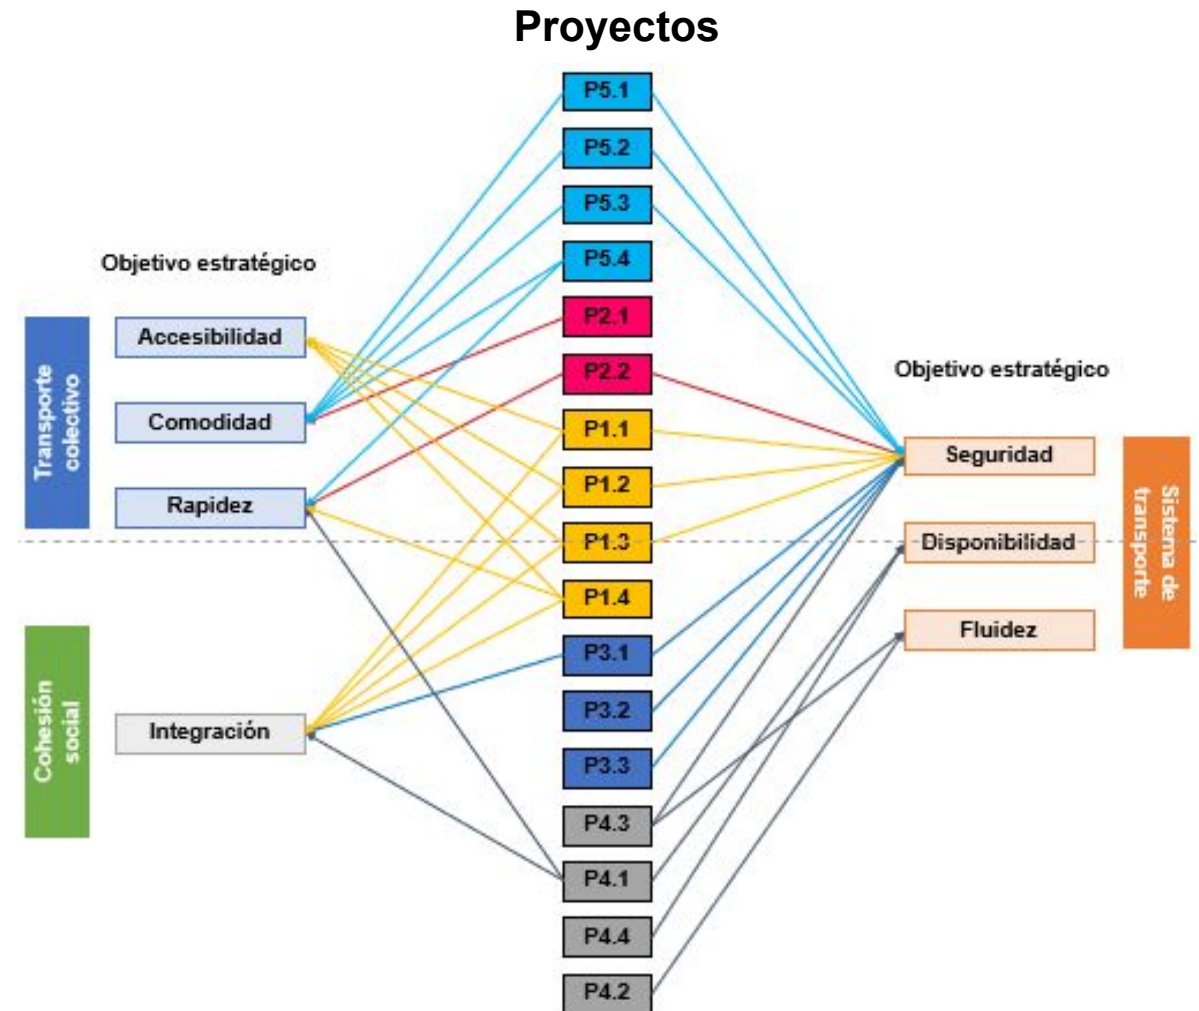 Proyectos
Objetivo estratégico
Transporte
colectivo
Accesibilidad
Comodidad
Rapidez
Cohesión
social
Integración
P5.1
P5.2
P5.3
P5.4
P2.1
P2.2
P1.1
P1.2
P1.3
P1.4
P3.1
P3.2
P3.3
P4.3
P4.1
P4.4
P4.2
Objetivo estratégico
Seguridad
Disponibilidad
Fluidez
Sistema de
transporte